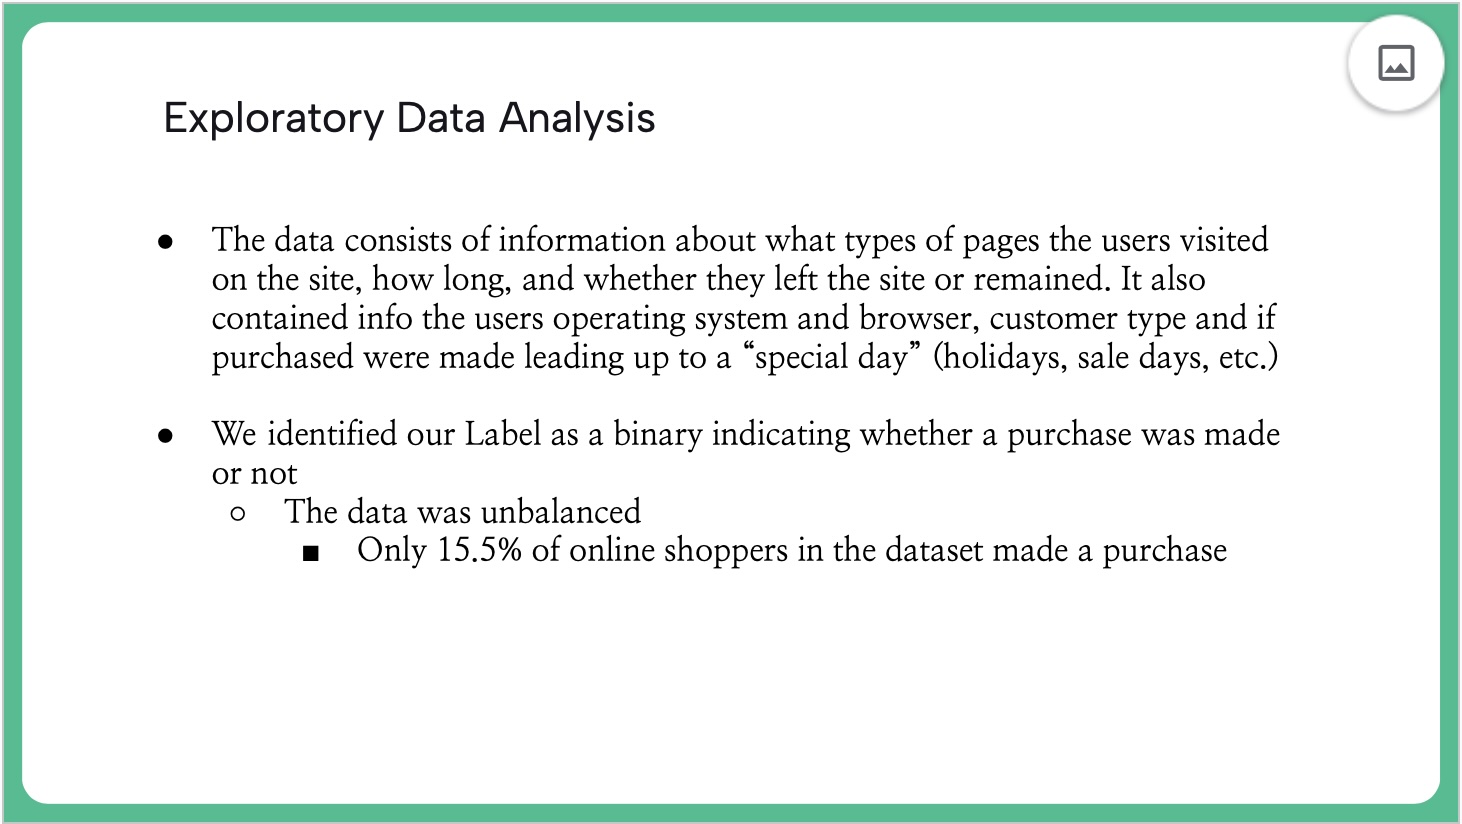 Exploratory Data Analysis
● The data consists of information about what types of pages the users visited
on the site, how long, and whether they left the site or remained. It also
contained info the users operating system and browser, customer type and if
purchased were made leading up to a “special day” (holidays, sale days, etc.)
● We identified our Label as a binary indicating whether a purchase was made
or not
○ The data was unbalanced
■ Only 15.5% of online shoppers in the dataset made a purchase